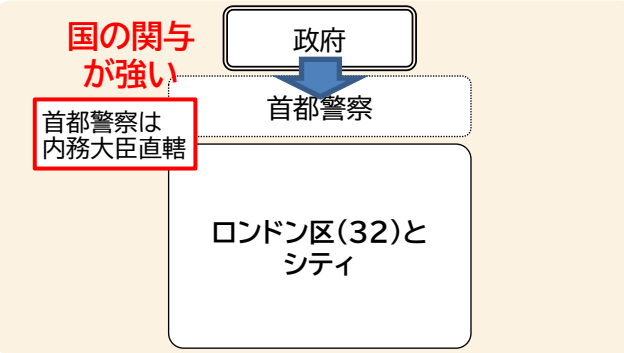 国の関与
が強い
政府
首都警察
首都警察は
内務大臣直轄
ロンドン区(32)と
シティ